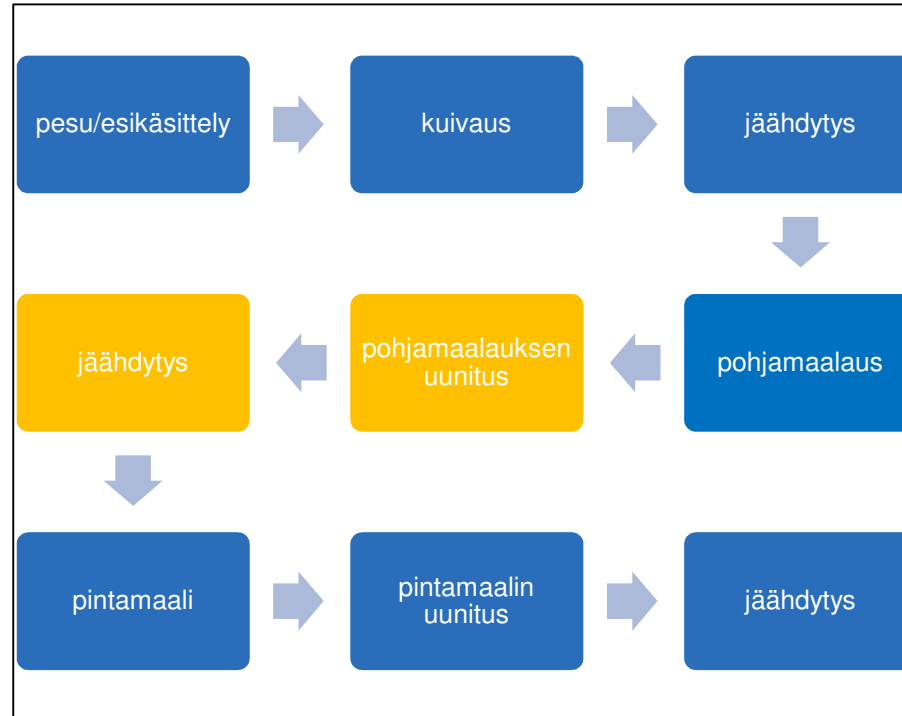 pesu/esikäsittely
kuivaus
jäähdytys
pohjamaalaus
pohjamaalauksen
uunitus
jäähdytys
pintamaali
pintamaalin
uunitus
jäähdytys